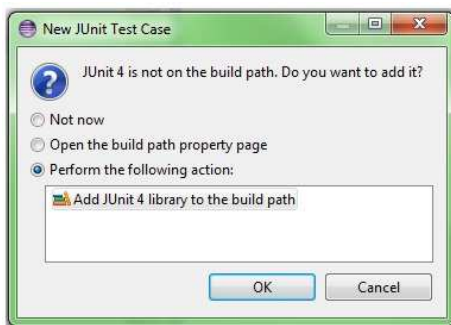 New JUnit Test Case
JUnit 4 is not on the build path. Do you want to add it?
Not now
Open the build path property page
Perform the following action:
Add JUnit 4 library to the build path
OK
Cancel